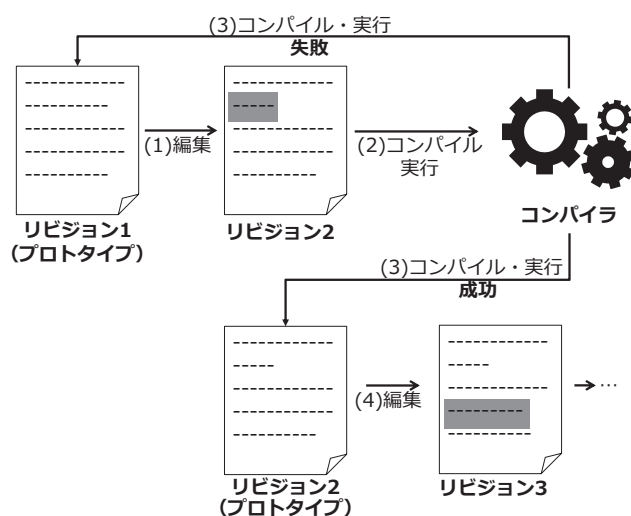 (3)コンパイル・実行
失敗
(1)編集
(2)コンパイル
実行
リビジョン1
(プロトタイプ)
リビジョン2
コンパイラ
(3)コンパイル・実行
成功
(4)編集
…
リビジョン2
(プロトタイプ)
リビジョン3